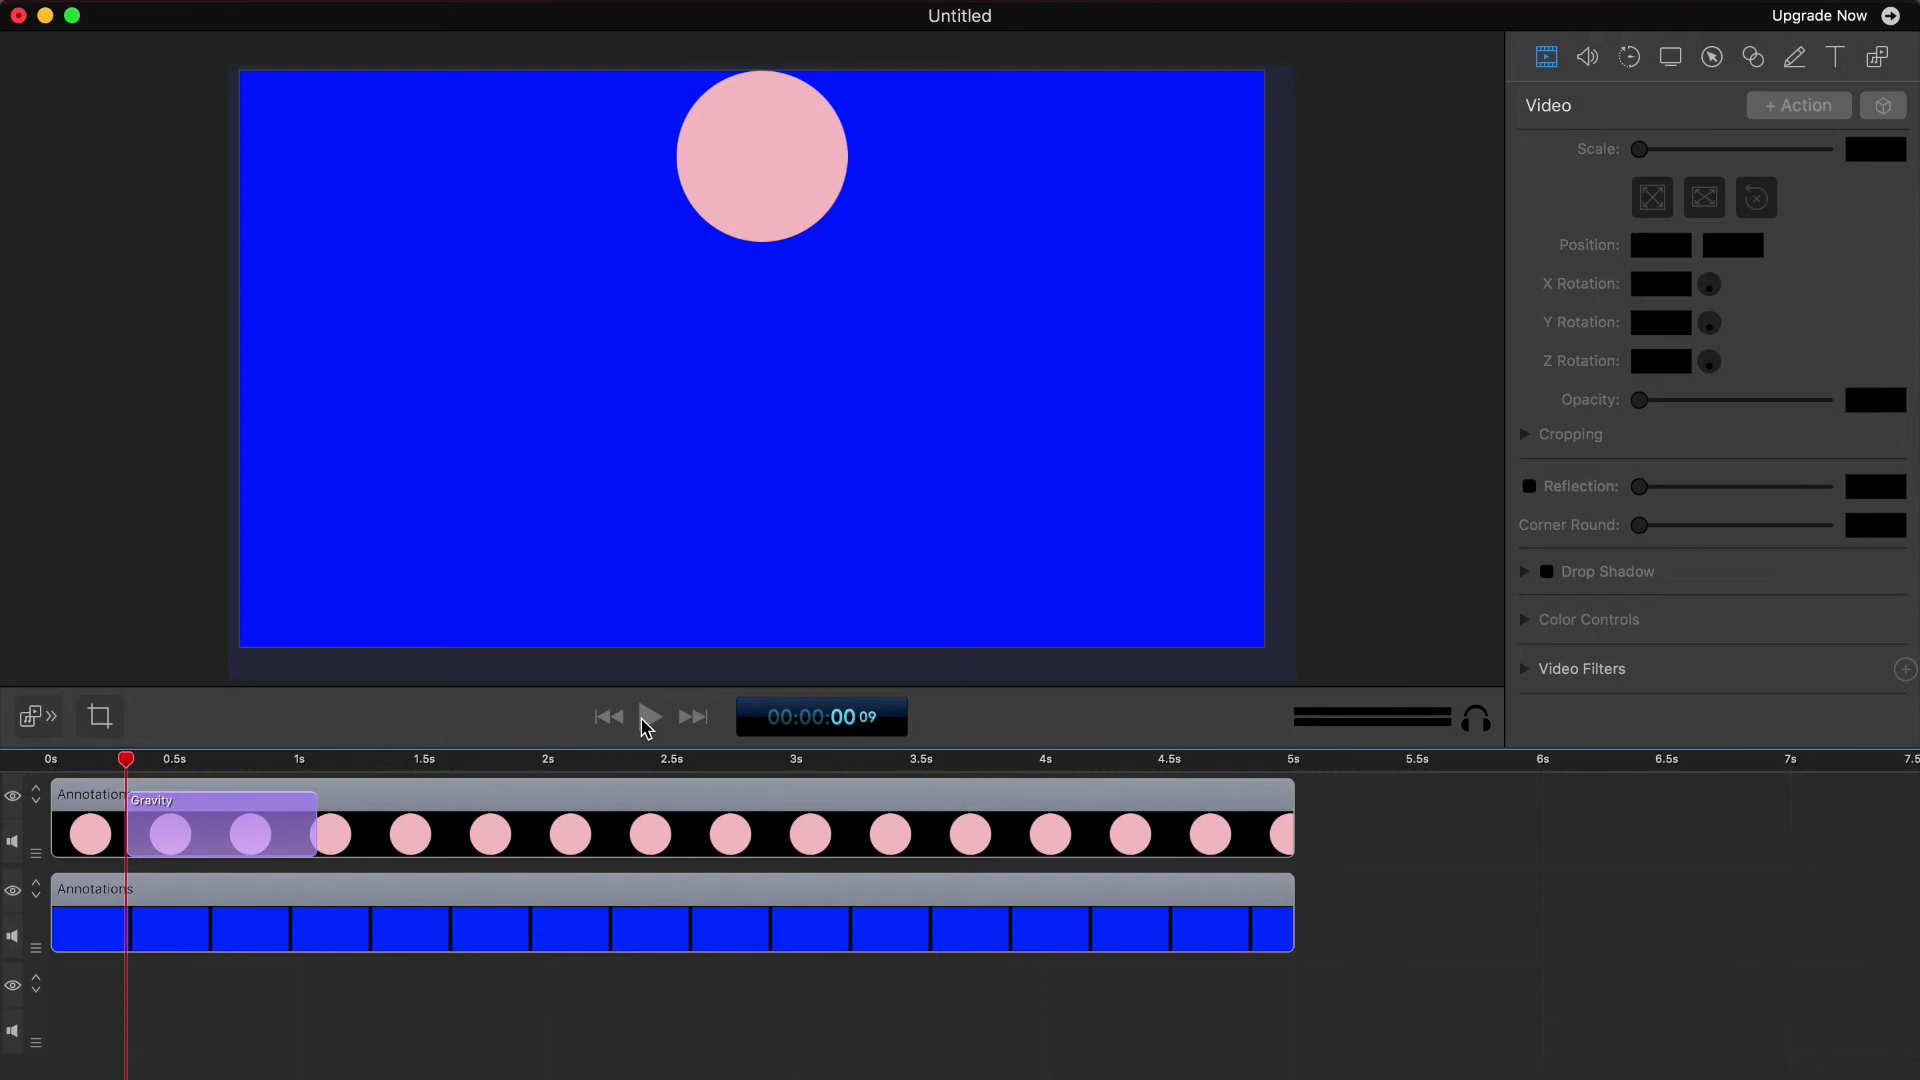 Untitled
Upgrade Now
Video
+ Action
Scale:
Position:
X Rotation:
Y Rotation:
Z Rotation:
Opacity:
Cropping
Reflection:
Corner Round:
Drop Shadow
Color Controls
Video Filters
00:00:00 09
0s 0.5s 1s 1.5s 2s 2.5s 3s 3.5s 4s 4.5s 5s 5.5s 6s 6.5s 7s 7.5
Annotation
Gravity
Annotations